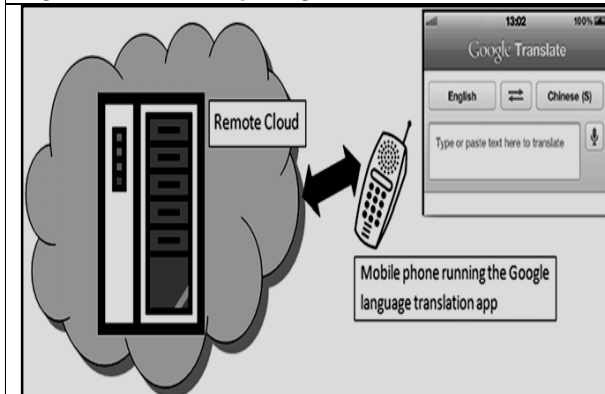 13:02
100%
Google Translate
English
Chinese (S)
Type or paste text here to translate
Remote Cloud
Mobile phone running the Google
language translation app